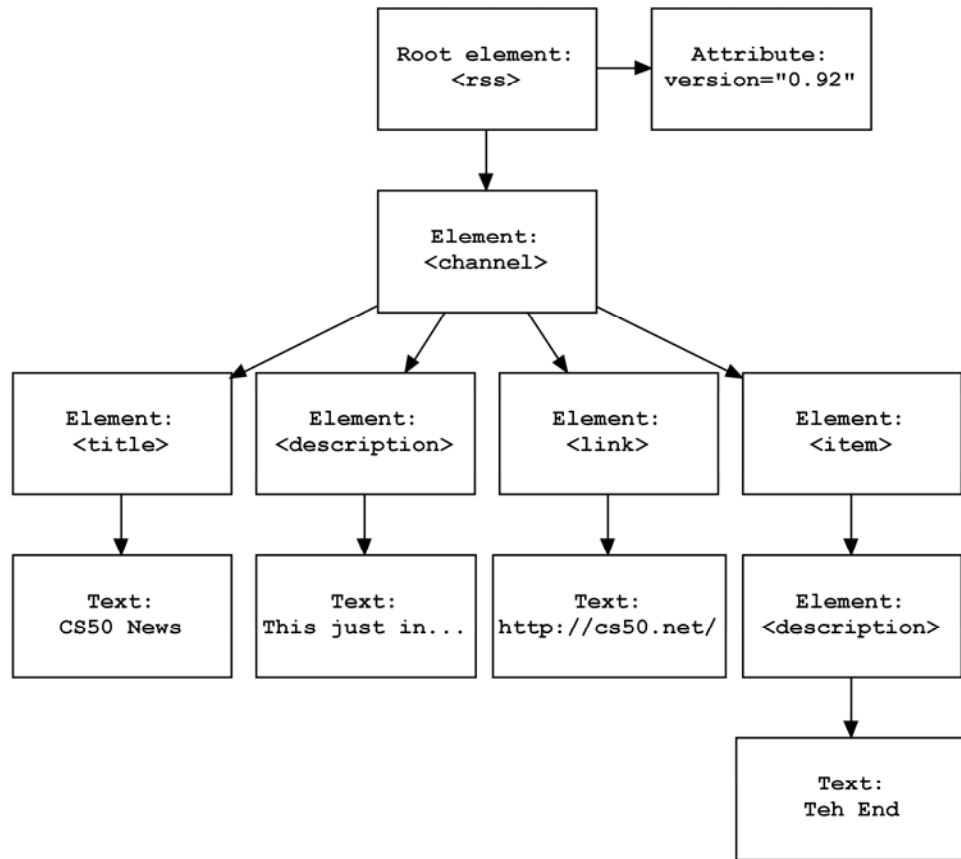 Root element:
<rss>
Attribute:
version="0.92"
Element:
<channel>
Element:
<title>
Element:
<description>
Element:
<link>
Element:
<item>
Text:
CS50 News
Text:
This just in...
Text:
http://cs50.net/
Element:
<description>
Text:
Teh End